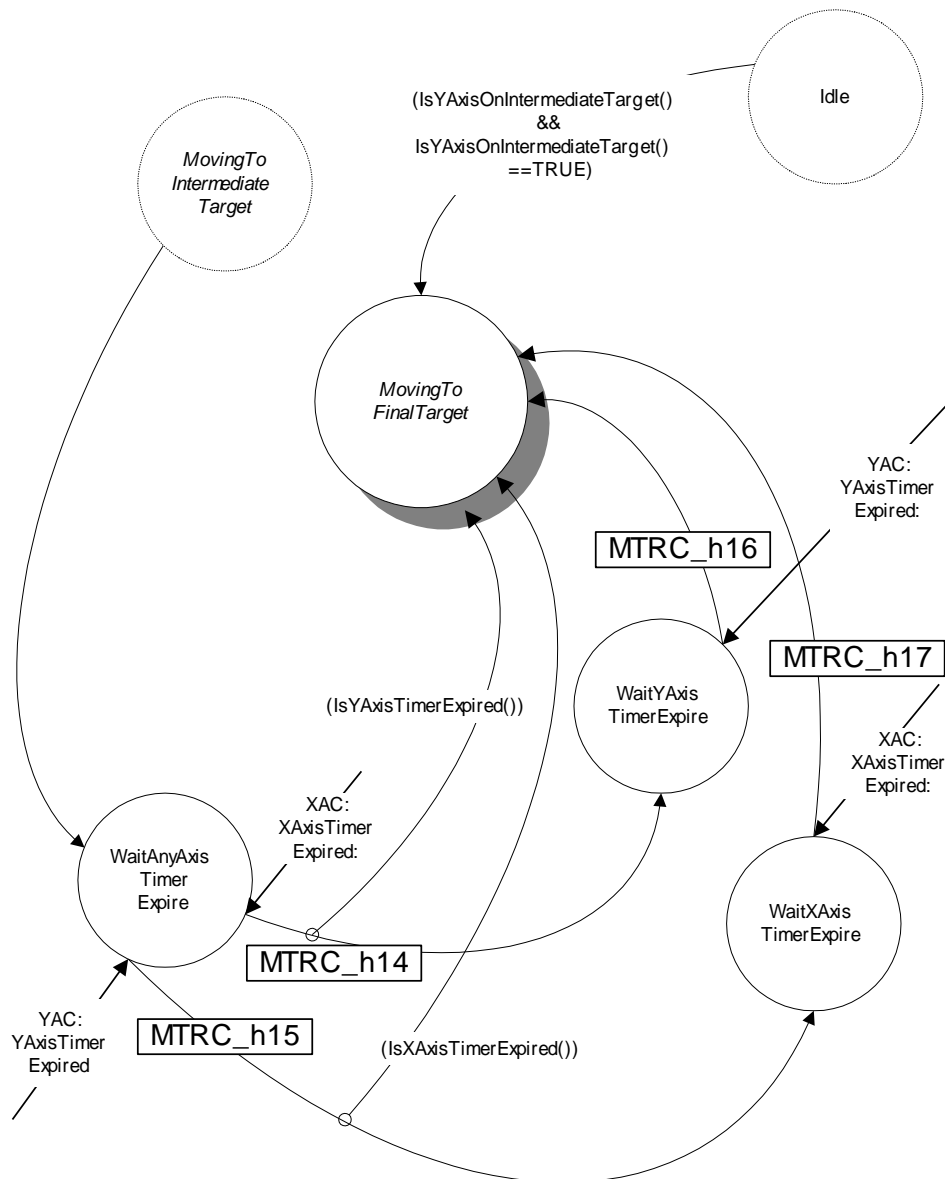 Idle
(IsYAxisOnIntermediateTarget()
&&
IsYAxisOnIntermediateTarget()
==TRUE)
MovingTo
Intermediate
Target
MovingTo
FinalTarget
YAC:
YAxisTimer
Expired:
MTRC_h16
MTRC_h17
WaitYAxis
TimerExpire
(IsYAxisTimerExpired())
XAC:
XAxisTimer
Expired:
XAC:
XAxisTimer
Expired:
WaitAnyAxis
Timer
Expire
WaitXAxis
TimerExpire
MTRC_h14
MTRC_h15
YAC:
YAxisTimer
Expired
(IsXAxisTimerExpired())